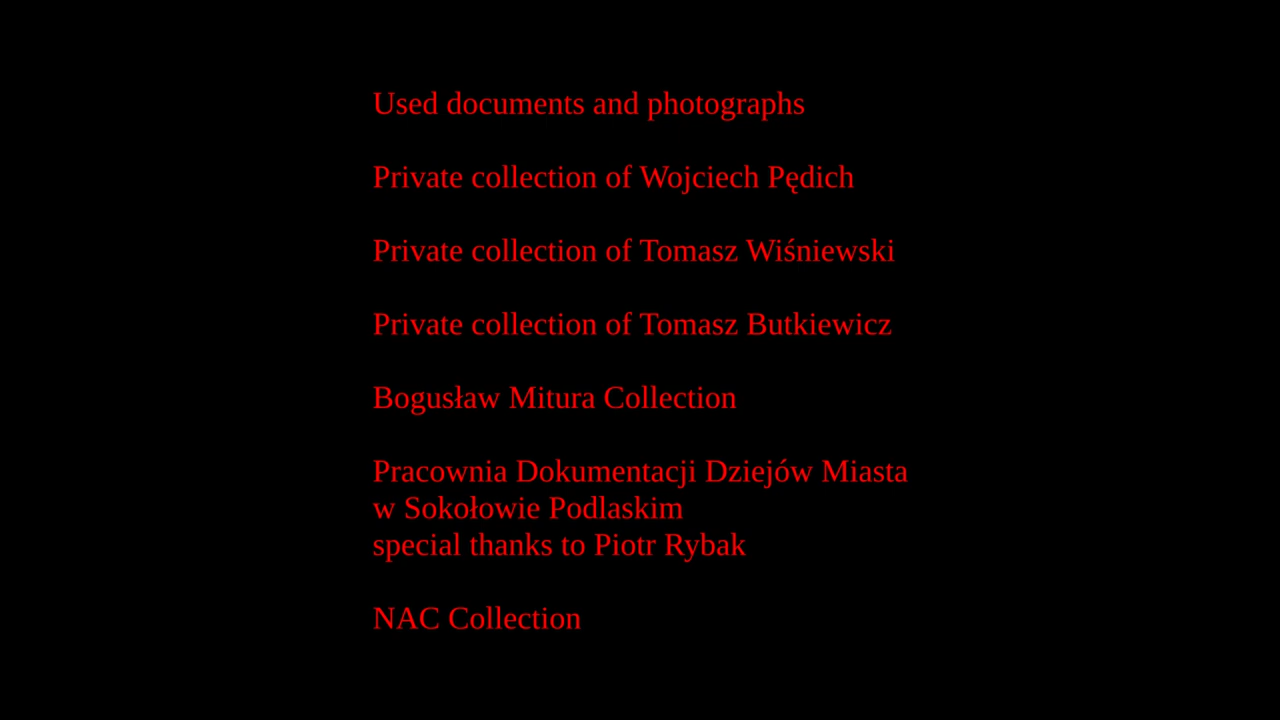 Used documents and photographs
Private collection of Wojciech Pędich
Private collection of Tomasz Wiśniewski
Private collection of Tomasz Butkiewicz
Bogusław Mitura Collection
Pracownia Dokumentacji Dziejów Miasta
w Sokołowie Podlaskim
special thanks to Piotr Rybak
NAC Collection